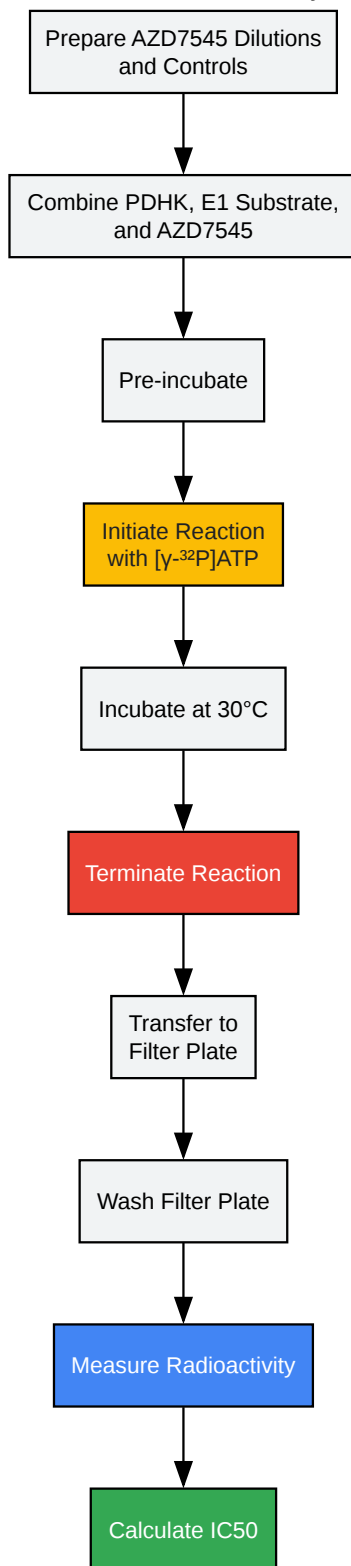 Prepare AZD7545 Dilutions
and Controls
Combine PDHK, E1 Substrate,
and AZD7545
Pre-incubate
Initiate Reaction
with [γ-³²P]ATP
Incubate at 30°C
Terminate Reaction
Transfer to
Filter Plate
Wash Filter Plate
Measure Radioactivity
Calculate IC50